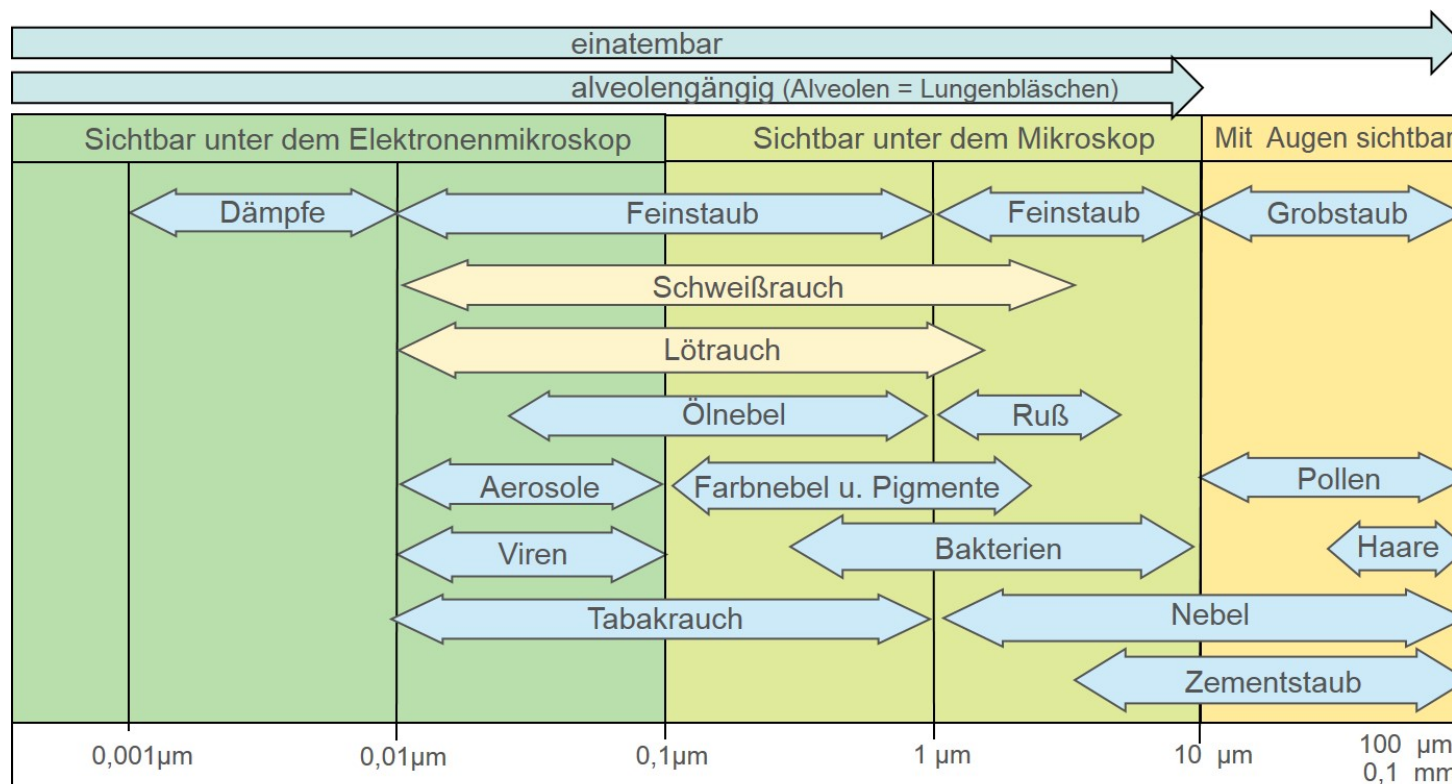 einatembar
alveolengängig (Alveolen = Lungenbläschen)
Sichtbar unter dem Elektronenmikroskop
Sichtbar unter dem Mikroskop
Mit Augen sichtbar
Dämpfe
Feinstaub
Feinstaub
Grobstaub
Schweißrauch
Lötrauch
Ölnebel
Ruß
Aerosole
Farbnebel u. Pigmente
Pollen
Viren
Bakterien
Haare
Tabakrauch
Nebel
Zementstaub
0,001µm
0,01µm
0,1µm
1 µm
10 µm
100 µm
0,1 mm